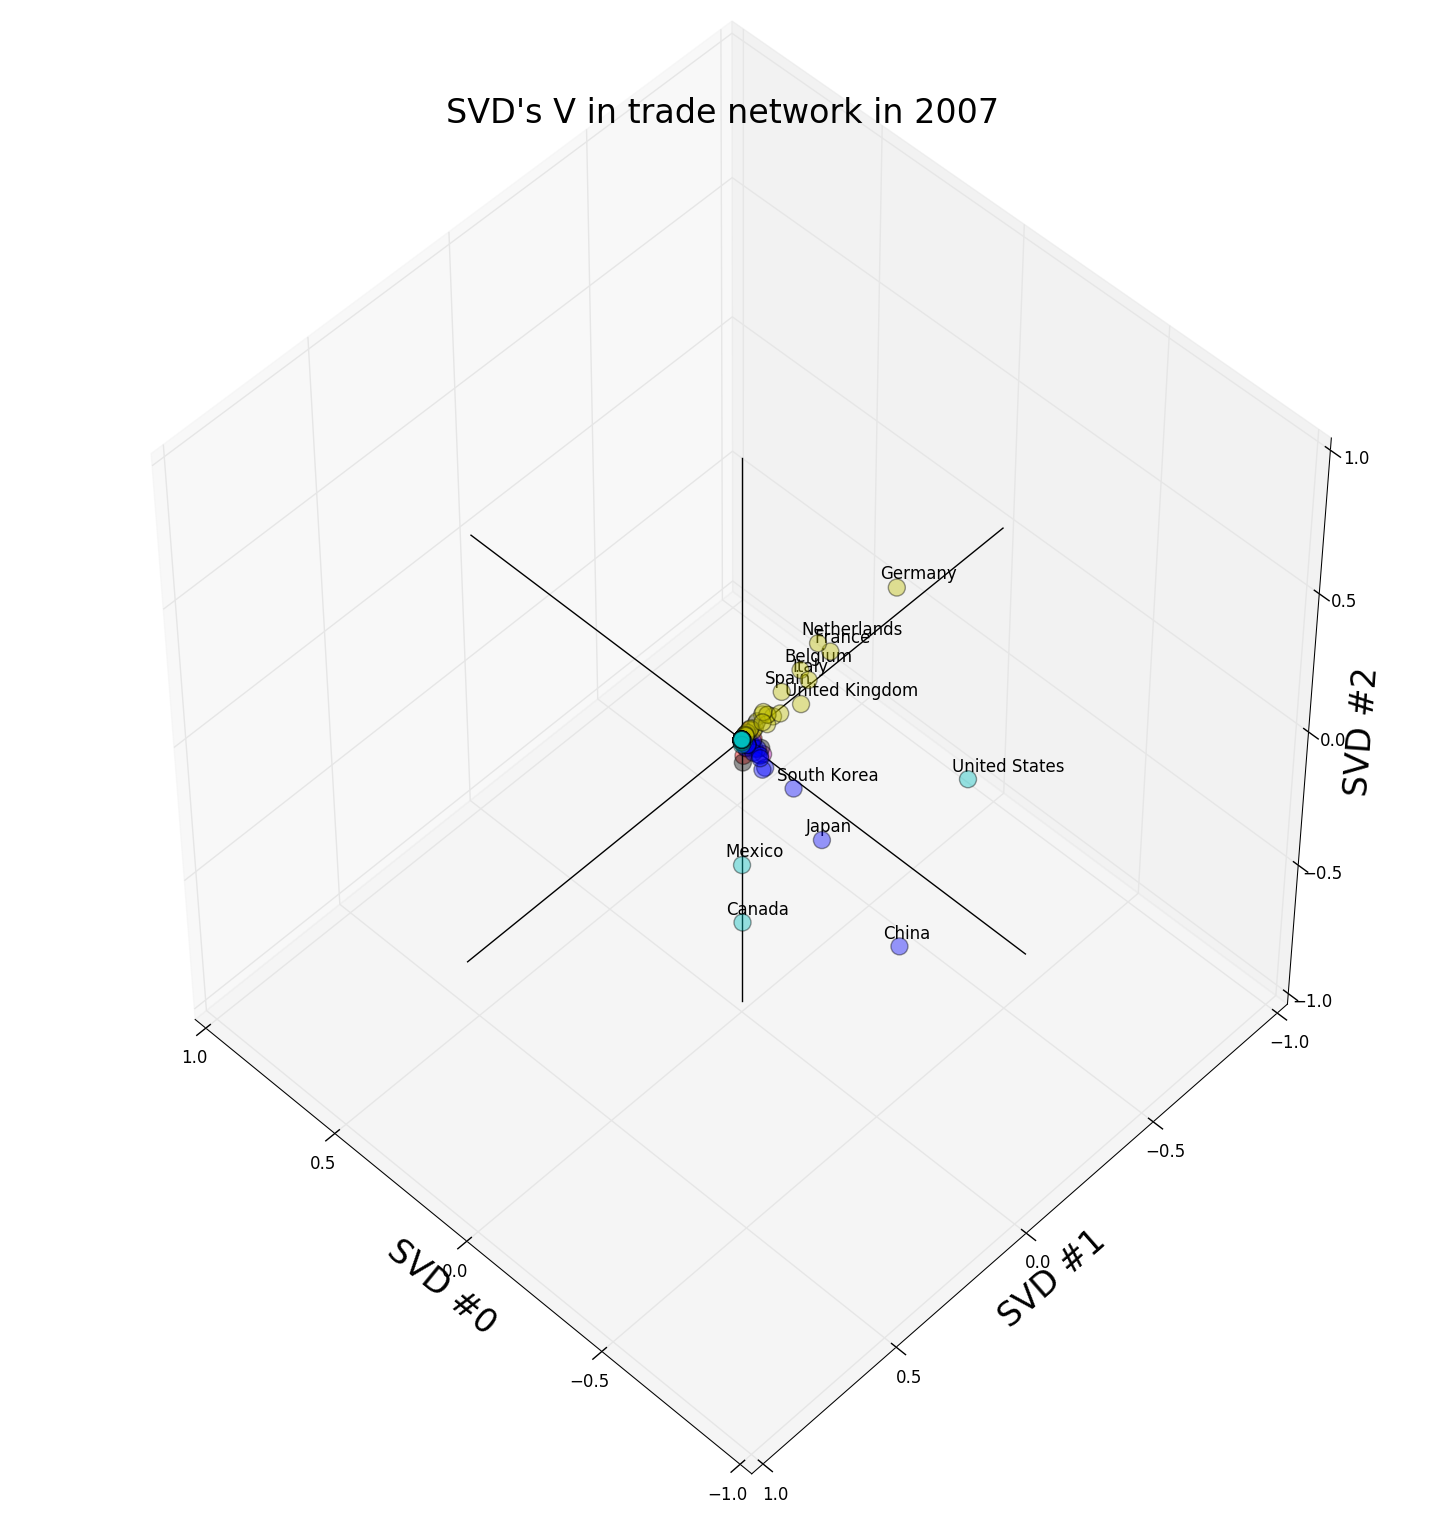 SVD's V in trade network in 2007
Germany
Netherlands
France
Belgium
Italy
Spain
United Kingdom
South Korea
United States
Japan
Mexico
Canada
China
1.0
0.5
0.0
−0.5
−1.0
SVD #2
1.0
0.5
0.0
−0.5
−1.0
SVD #0
−1.0
−0.5
0.0
0.5
1.0
SVD #1